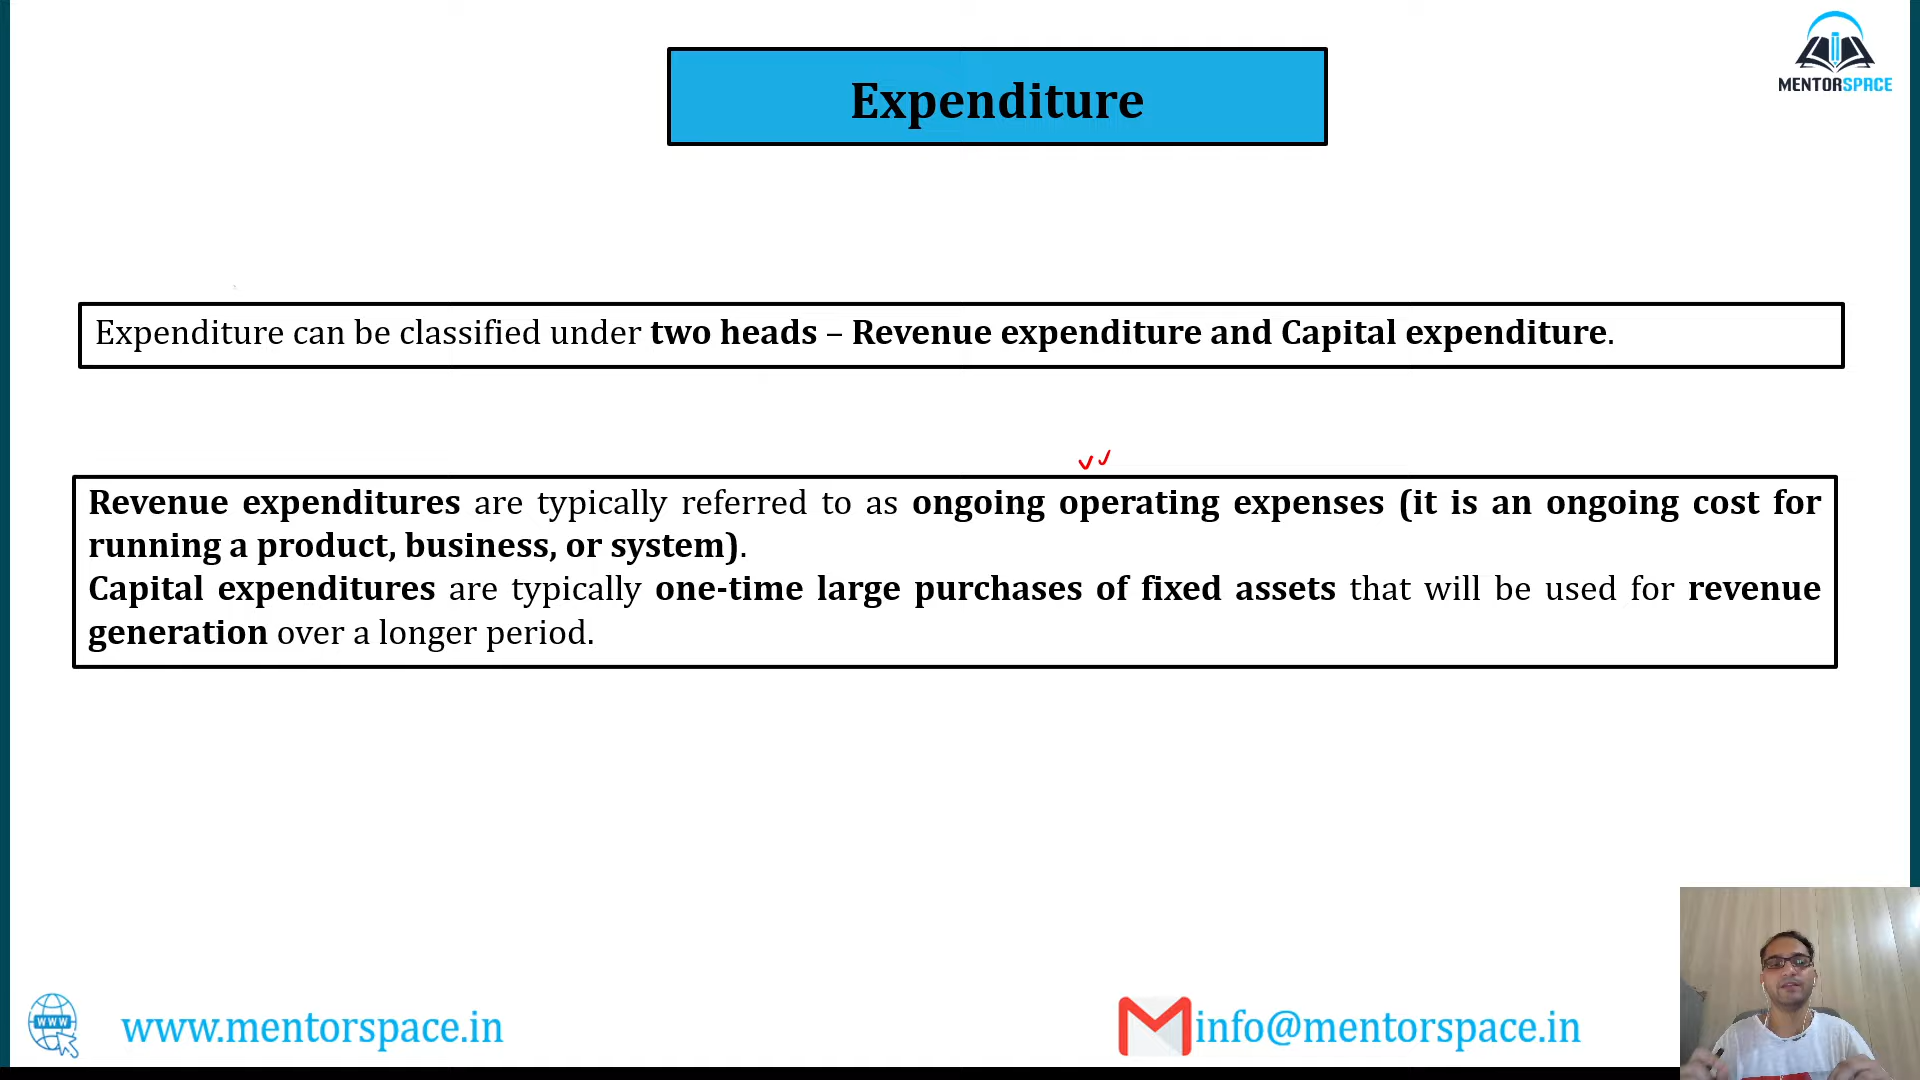 MENTORSPACE
Expenditure
Expenditure can be classified under two heads – Revenue expenditure and Capital expenditure.
Revenue expenditures are typically referred to as ongoing operating expenses (it is an ongoing cost for
running a product, business, or system).
Capital expenditures are typically one-time large purchases of fixed assets that will be used for revenue
generation over a longer period.
WWW
www.mentorspace.in
info@mentorspace.in